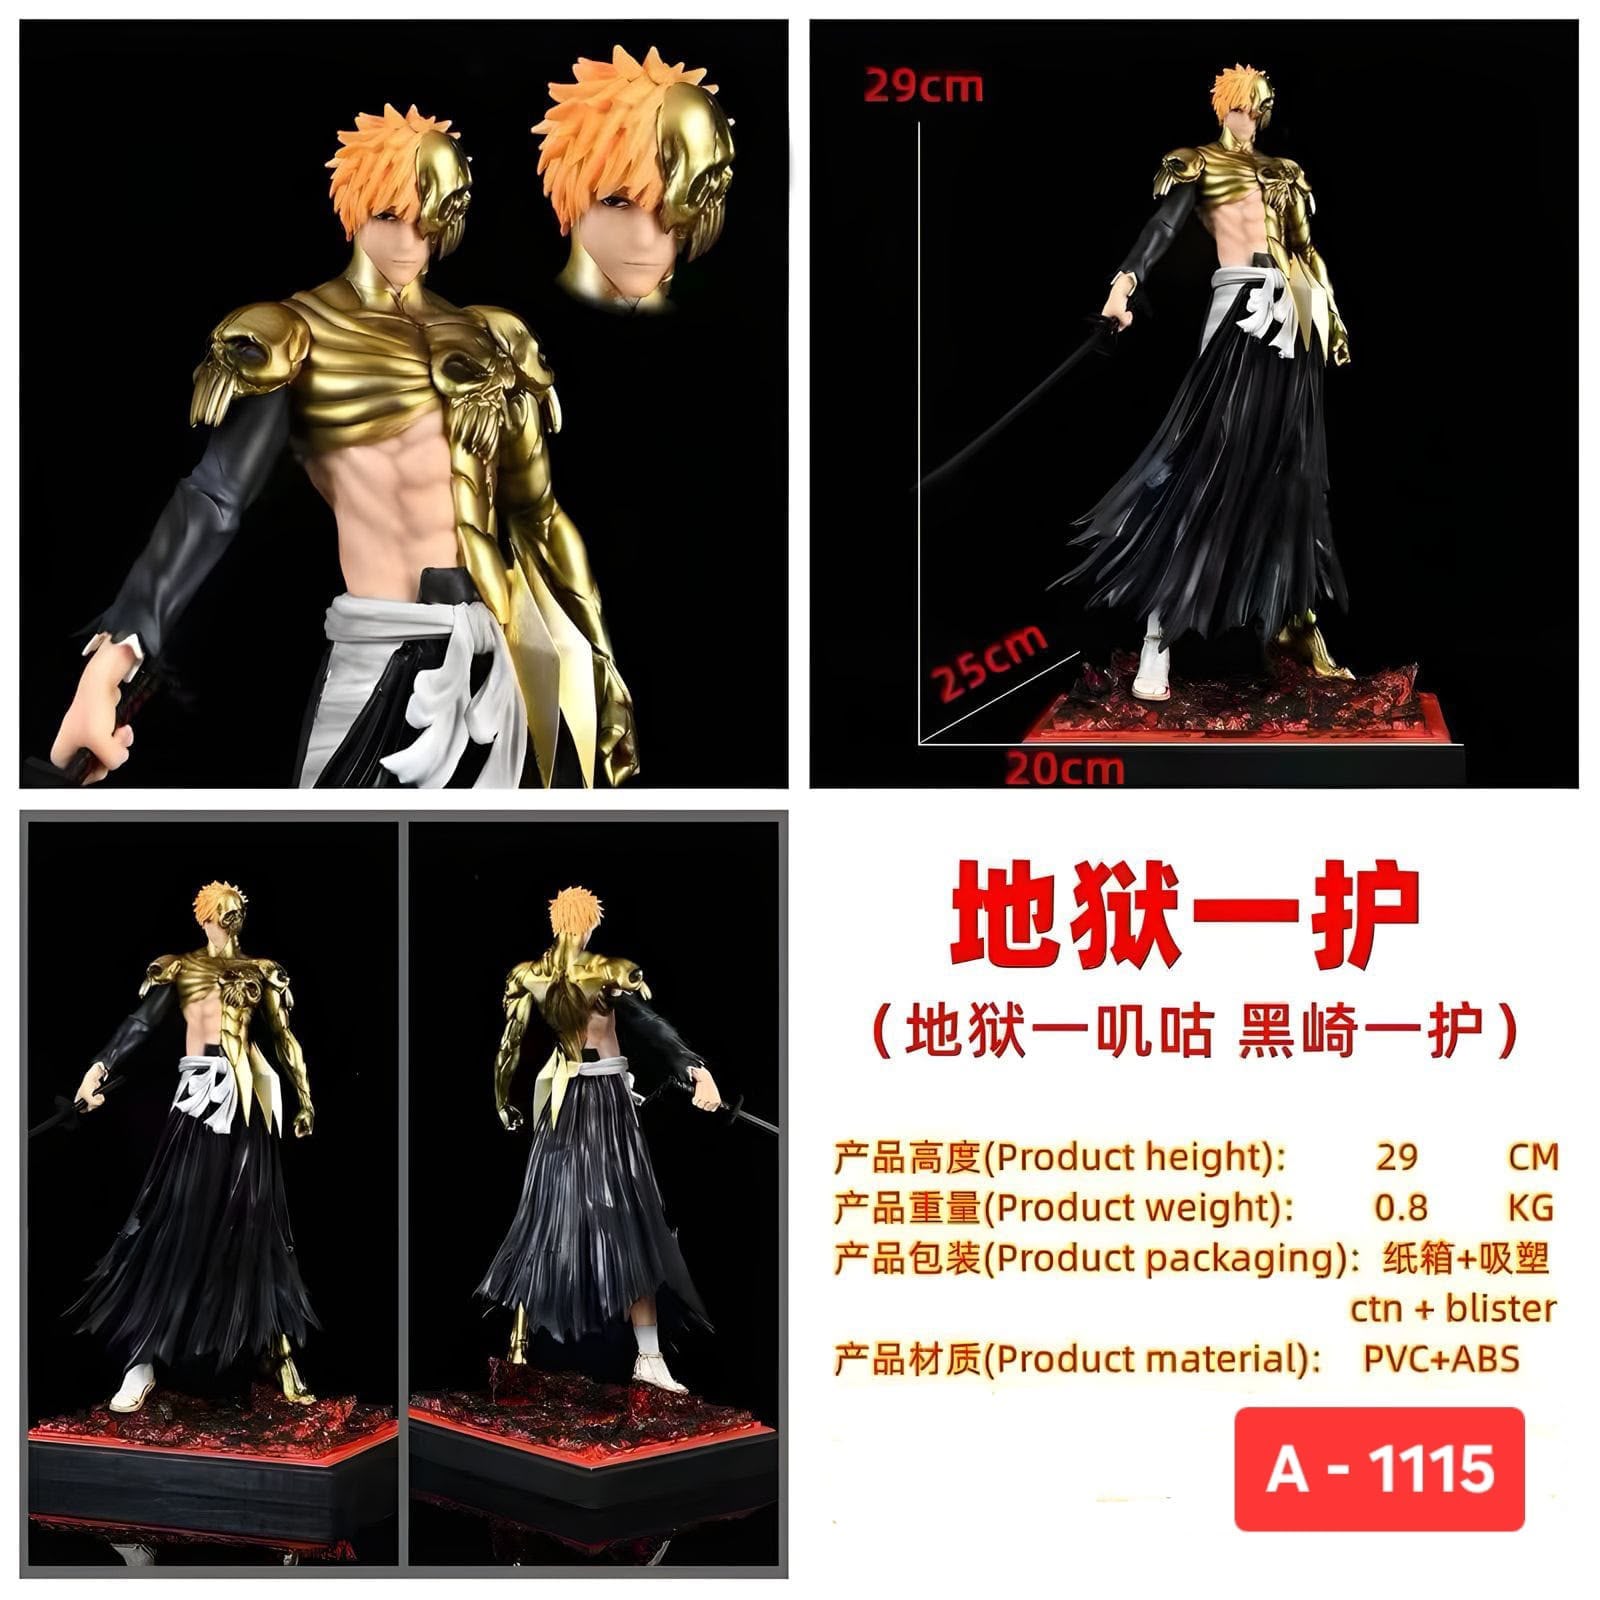 29cm
25cm
20cm
地狱一护
（地狱一叽咕 黑崎一护）
产品高度(Product height): 29 CM
产品重量(Product weight): 0.8 KG
产品包装(Product packaging): 纸箱+吸塑
ctn + blister
产品材质(Product material): PVC+ABS
A - 1115